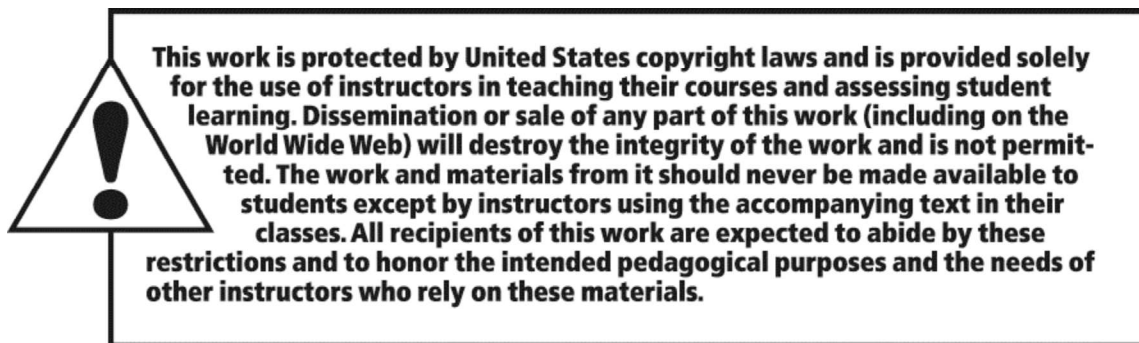 This work is protected by United States copyright laws and is provided solely
for the use of instructors in teaching their courses and assessing student
learning. Dissemination or sale of any part of this work (including on the
World Wide Web) will destroy the integrity of the work and is not permit-
ted. The work and materials from it should never be made available to
students except by instructors using the accompanying text in their
classes. All recipients of this work are expected to abide by these
restrictions and to honor the intended pedagogical purposes and the needs of
other instructors who rely on these materials.